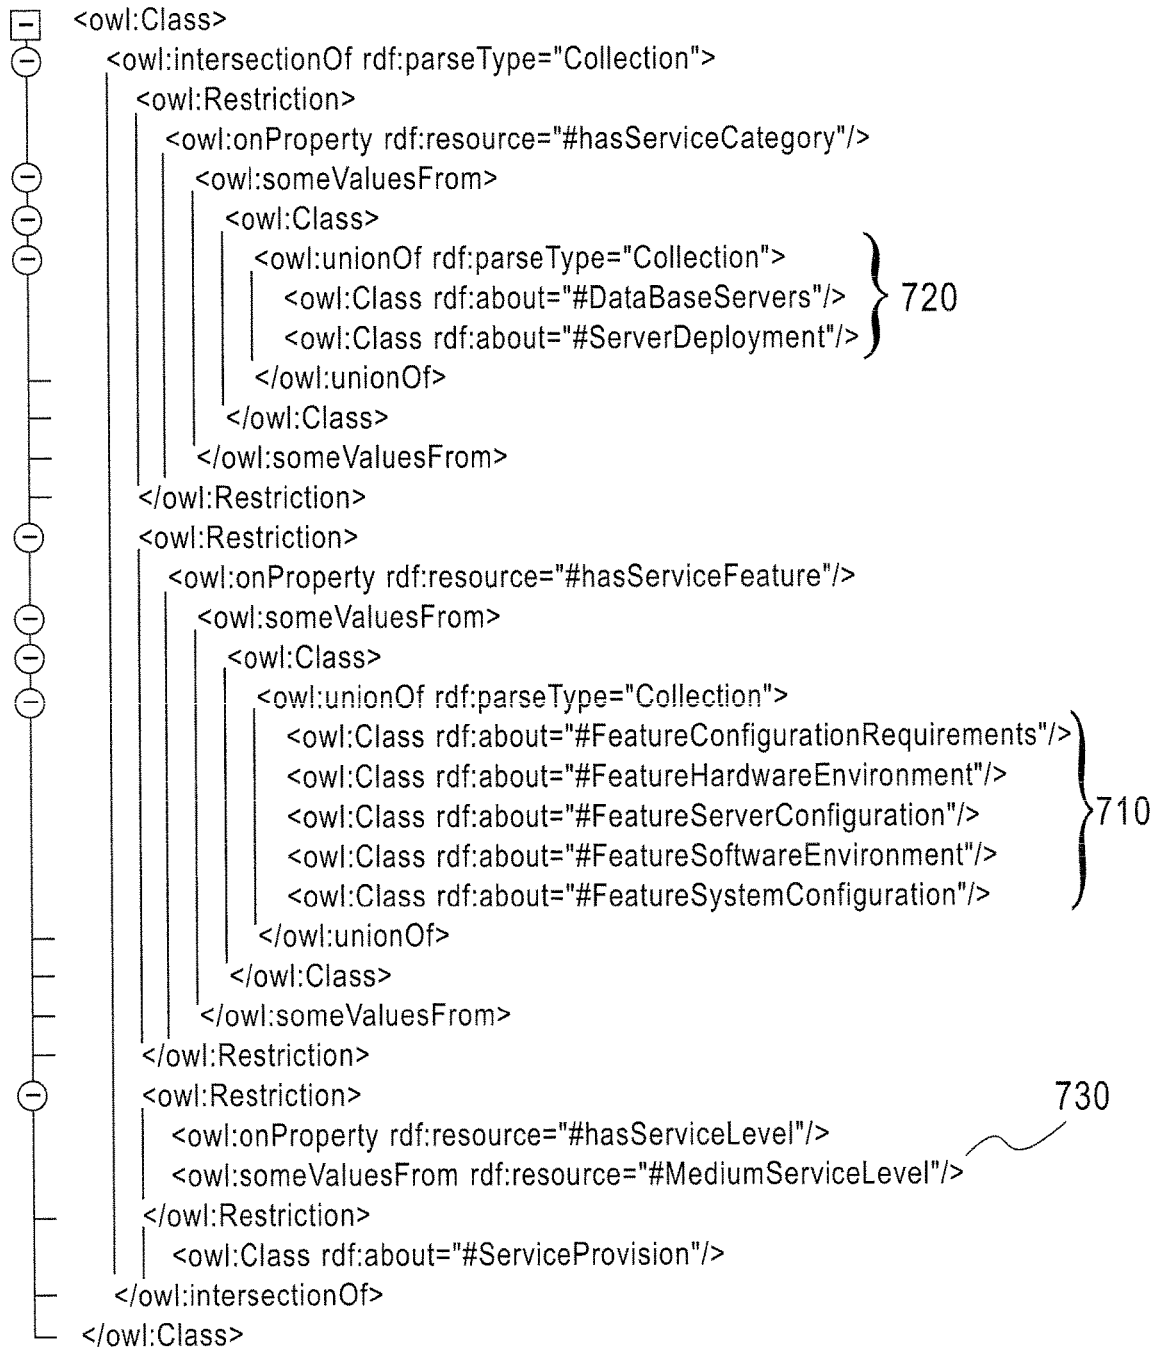 <owl:Class>
<owl:intersectionOf rdf:parseType="Collection">
<owl:Restriction>
<owl:onProperty rdf:resource="#hasServiceCategory"/>
<owl:someValuesFrom>
<owl:Class>
<owl:unionOf rdf:parseType="Collection">
<owl:Class rdf:about="#DataBaseServers"/> 720
<owl:Class rdf:about="#ServerDeployment"/>
</owl:unionOf>
</owl:Class>
</owl:someValuesFrom>
</owl:Restriction>
<owl:Restriction>
<owl:onProperty rdf:resource="#hasServiceFeature"/>
<owl:someValuesFrom>
<owl:Class>
<owl:unionOf rdf:parseType="Collection">
<owl:Class rdf:about="#FeatureConfigurationRequirements"/>
<owl:Class rdf:about="#FeatureHardwareEnvironment"/>
<owl:Class rdf:about="#FeatureServerConfiguration"/> 710
<owl:Class rdf:about="#FeatureSoftwareEnvironment"/>
<owl:Class rdf:about="#FeatureSystemConfiguration"/>
</owl:unionOf>
</owl:Class>
</owl:someValuesFrom>
</owl:Restriction>
<owl:Restriction> 730
<owl:onProperty rdf:resource="#hasServiceLevel"/>
<owl:someValuesFrom rdf:resource="#MediumServiceLevel"/>
</owl:Restriction>
<owl:Class rdf:about="#ServiceProvision"/>
</owl:intersectionOf>
</owl:Class>